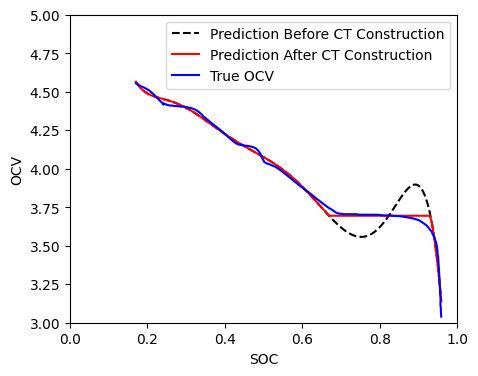 Prediction Before CT Construction
Prediction After CT Construction
True OCV
5.00
4.75
4.50
4.25
4.00
3.75
3.50
3.25
3.00
OCV
0.0 0.2 0.4 0.6 0.8 1.0
SOC